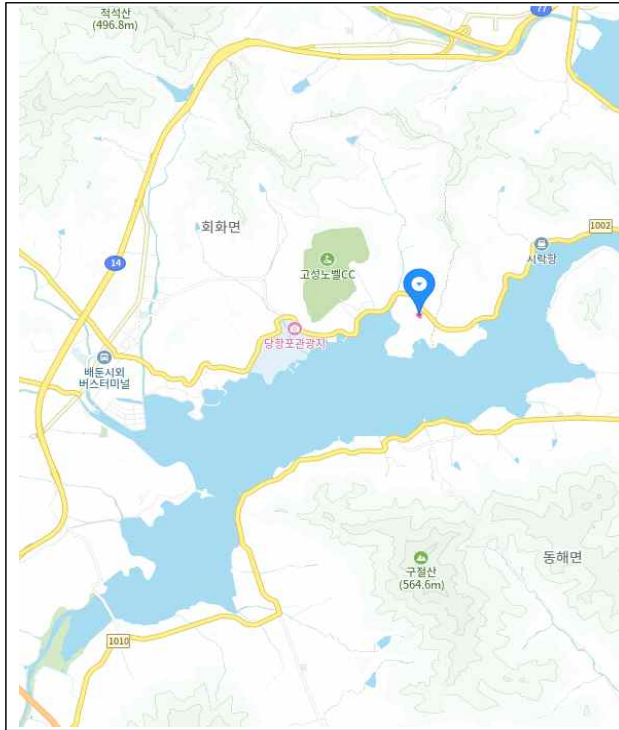 적석산
(496.8m)
77
회화면
1002
시락항
고성노벨CC
14
당항포관광지
배둔시외
버스터미널
구절산
(564.6m)
동해면
1010